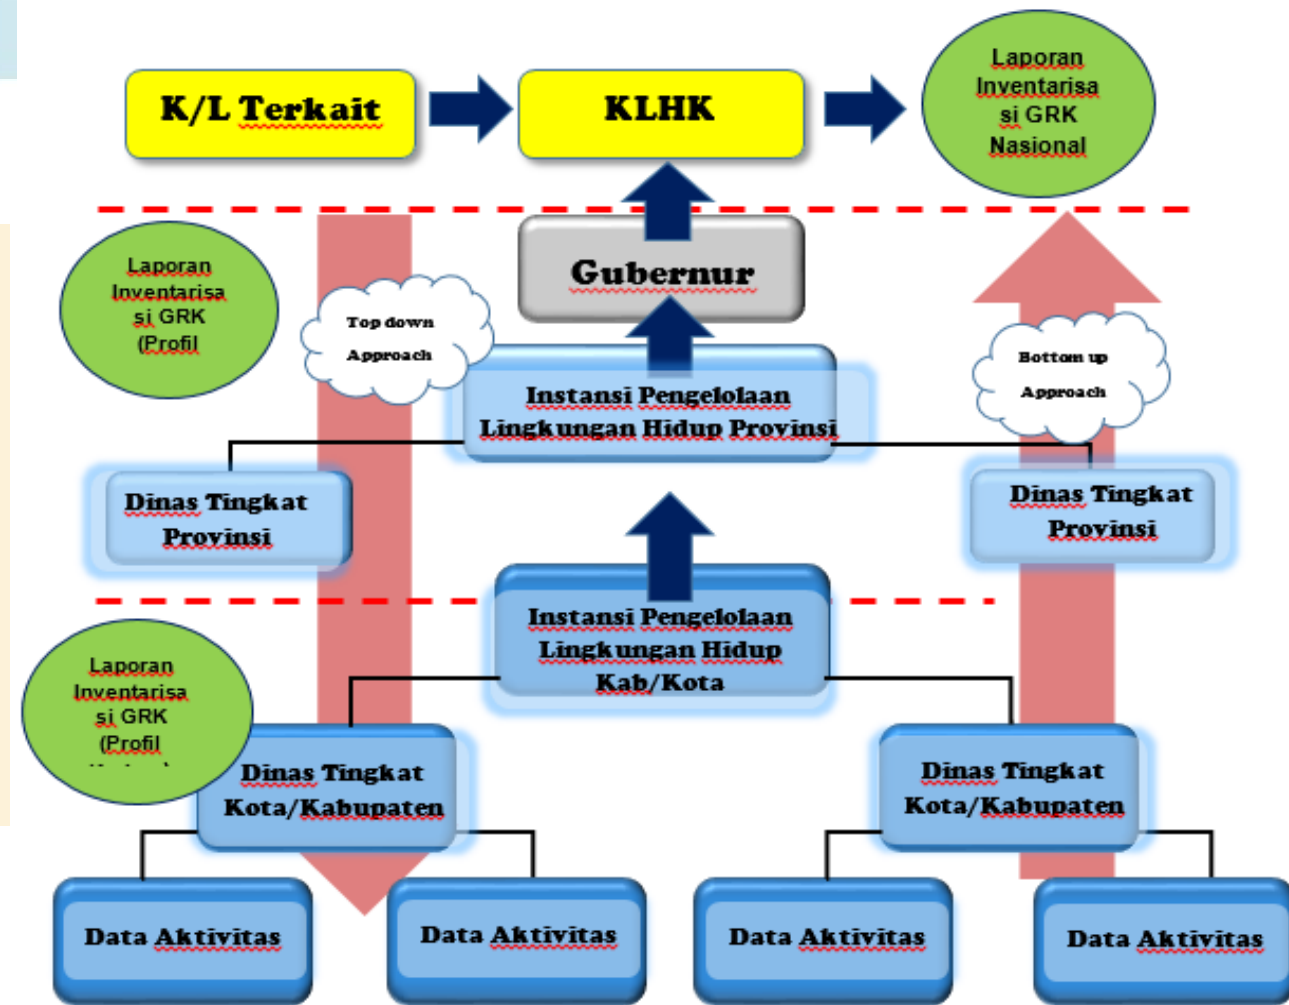 K/L Terkait
KLHK
Laporan
Inventarisa
si GRK
Nasional
Laporan
Inventarisa
si GRK
(Profil
Top down
Approach
Gubernur
Bottom up
Approach
Instansi Pengelolaan
Lingkungan Hidup Provinsi
Dinas Tingkat
Provinsi
Dinas Tingkat
Provinsi
Instansi Pengelolaan
Lingkungan Hidup
Kab/Kota
Laporan
Inventarisa
si GRK
(Profil
Dinas Tingkat
Kota/Kabupaten
Dinas Tingkat
Kota/Kabupaten
Data Aktivitas
Data Aktivitas
Data Aktivitas
Data Aktivitas